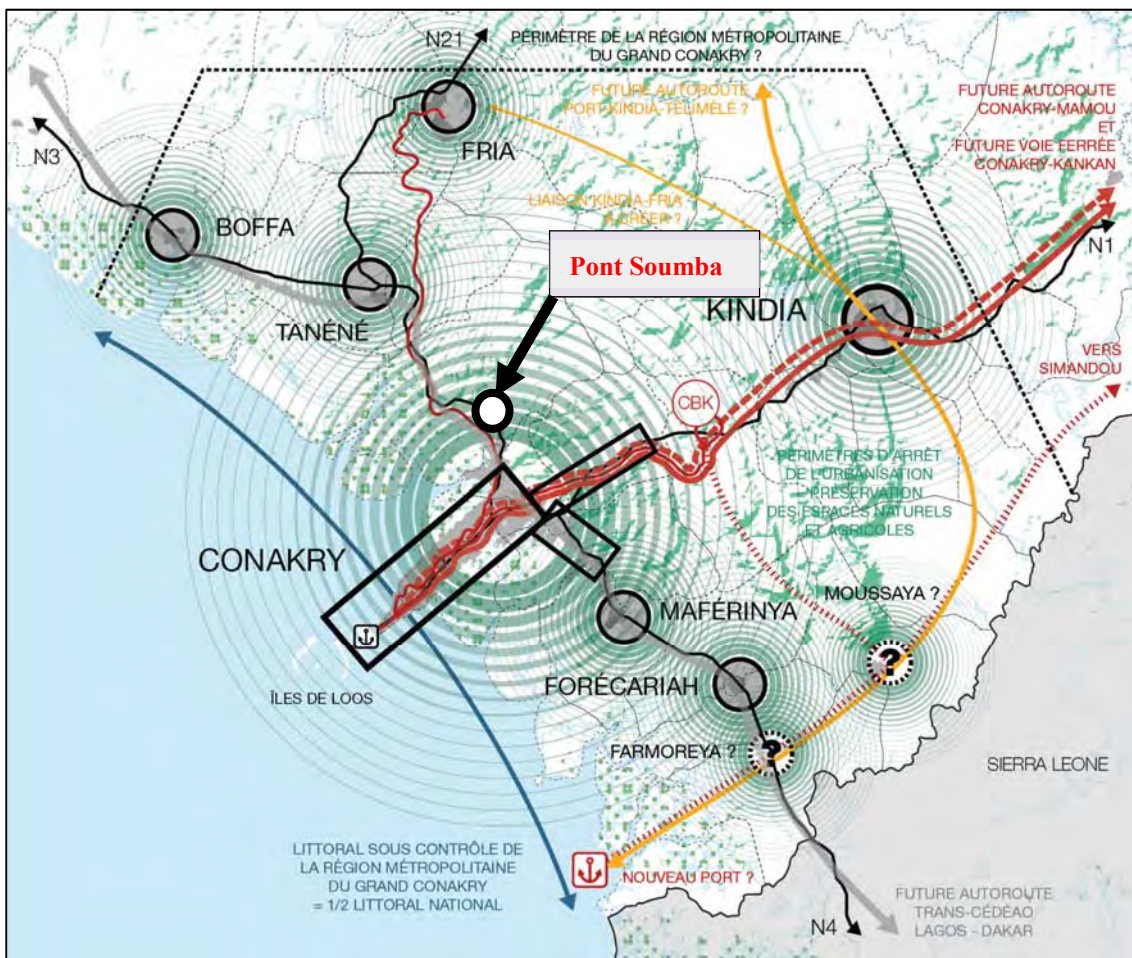 N21
PÉRIMÈTRE DE LA RÉGION MÉTROPOLITAINE
DU GRAND CONAKRY ?
FUTURE AUTOROUTE
PORT-KINDIA-TÉLIMÉLÉ ?
FUTURE AUTOROUTE
CONAKRY-MAMOU
ET
FUTURE VOIE FERRÉE
CONAKRY-KANKAN
N3
FRIA
BOFFA
LIAISON KINDIA-FRIA
À CRÉER ?
N1
Pont Soumba
KINDIA
TANÉNÉ
VERS
SIMANDOU
CBK
PÉRIMÈTRES D'ARRÊT
DE L'URBANISATION
PRÉSERVATION
DES ESPACES NATURELS
ET AGRICOLES
CONAKRY
MOUSSAYA ?
MAFÉRINYA
?
FORÉCARIAH
ÎLES DE LOOS
FARMOREYA ?
?
SIERRA LEONE
LITTORAL SOUS CONTRÔLE DE
LA RÉGION MÉTROPOLITAINE
DU GRAND CONAKRY
= 1/2 LITTORAL NATIONAL
NOUVEAU PORT ?
FUTURE AUTOROUTE
TRANS-CÉDÉAO
LAGOS - DAKAR
N4